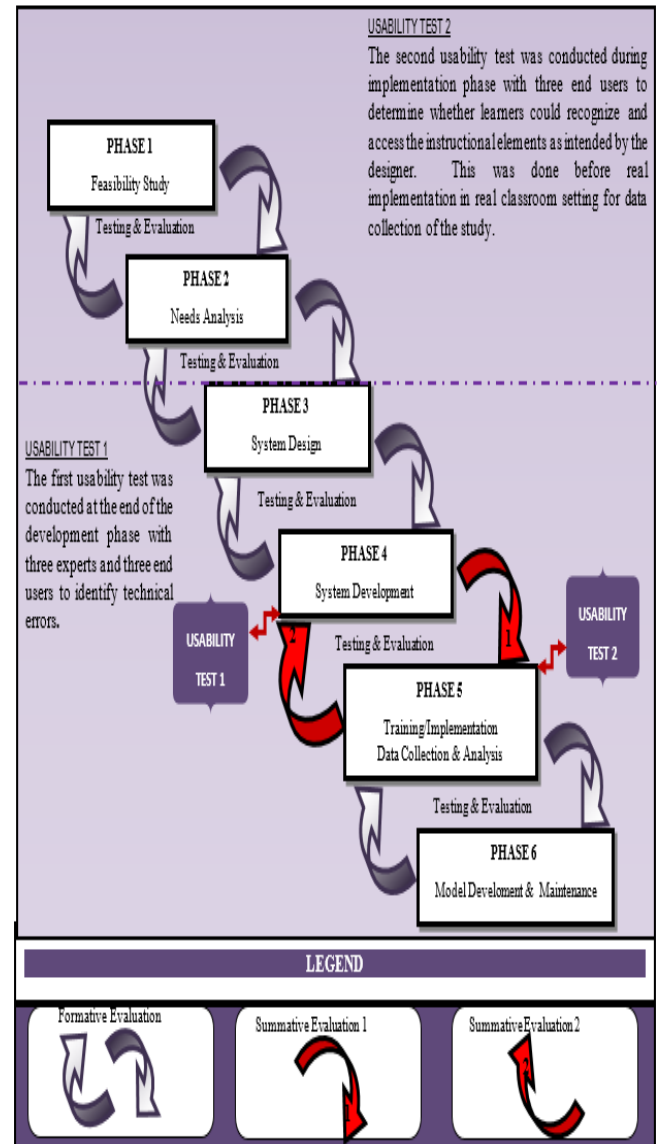 USABILITY TEST 2
The second usability test was conducted during
implementation phase with three end users to
determine whether learners could recognize and
access the instructional elements as intended by the
designer. This was done before real
implementation in real classroom setting for data
collection of the study.
PHASE 1
Feasibility Study
Testing & Evaluation
PHASE 2
Needs Analysis
Testing & Evaluation
PHASE 3
System Design
USABILITY TEST 1
The first usability test was
conducted at the end of the
development phase with
three experts and three end
users to identify technical
errors.
Testing & Evaluation
PHASE 4
System Development
USABILITY
TEST 1
2
Testing & Evaluation
1
USABILITY
TEST 2
PHASE 5
Training/Implementation
Data Collection & Analysis
Testing & Evaluation
PHASE 6
Model Develoment & Maintenance
LEGEND
Formative Evaluation
Summative Evaluation 1
1
Summative Evaluation 2
2